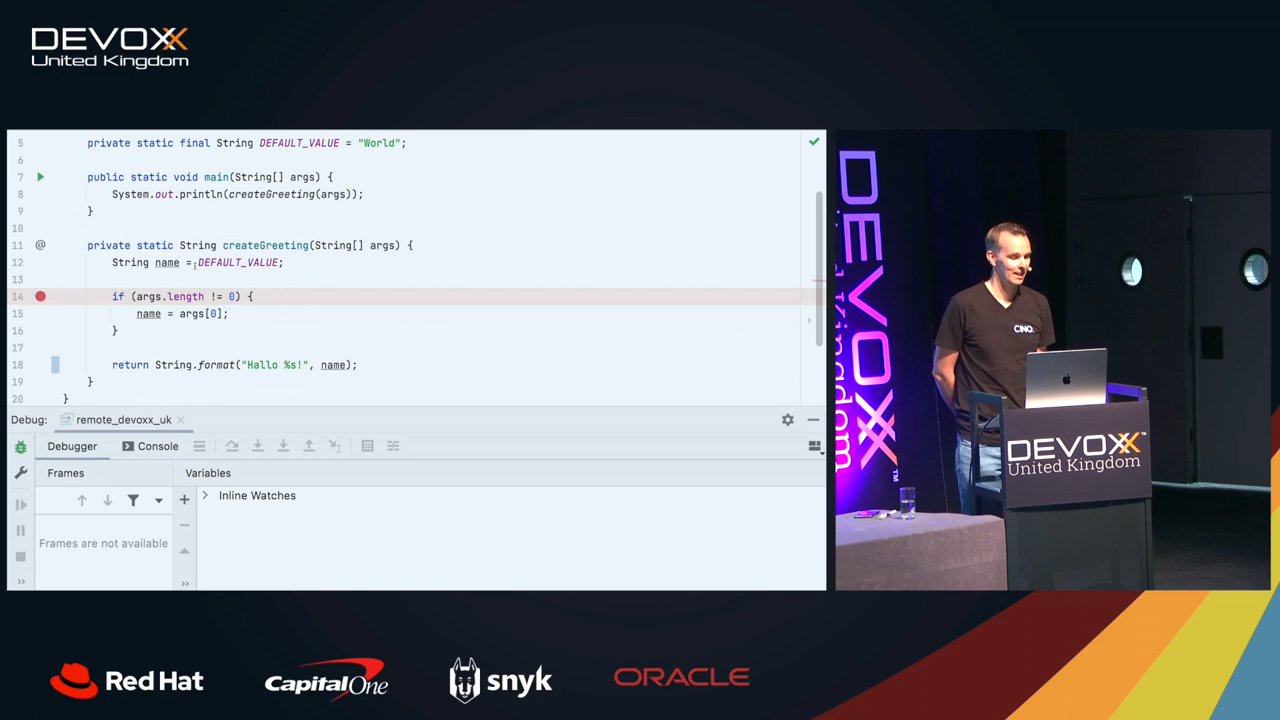 DEVOXX
United Kingdom
5 private static final String DEFAULT_VALUE = "World";
6
7 public static void main(String[] args) {
8 System.out.println(createGreeting(args));
9 }
10
11 @ private static String createGreeting(String[] args) {
12 String name = DEFAULT_VALUE;
13
14 if (args.length != 0) {
15 name = args[0];
16 }
17
18 return String.format("Hallo %s!", name);
19 }
20 }
Debug: remote_devoxx_uk
Debugger Console
Frames Variables
Inline Watches
Frames are not available
DEVOXX™
CINQ
DEVOXX™
United Kingdom
Red Hat
Capital One
snyk
ORACLE